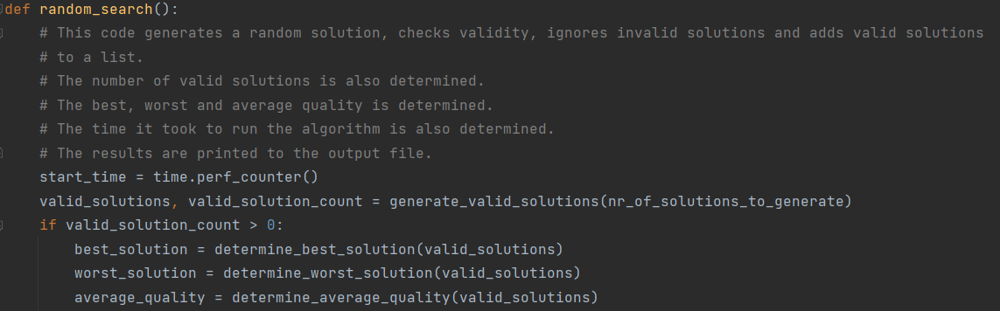 def random_search():
    # This code generates a random solution, checks validity, ignores invalid solutions and adds valid solutions
    # to a list.
    # The number of valid solutions is also determined.
    # The best, worst and average quality is determined.
    # The time it took to run the algorithm is also determined.
    # The results are printed to the output file.
    start_time = time.perf_counter()
    valid_solutions, valid_solution_count = generate_valid_solutions(nr_of_solutions_to_generate)
    if valid_solution_count > 0:
        best_solution = determine_best_solution(valid_solutions)
        worst_solution = determine_worst_solution(valid_solutions)
        average_quality = determine_average_quality(valid_solutions)